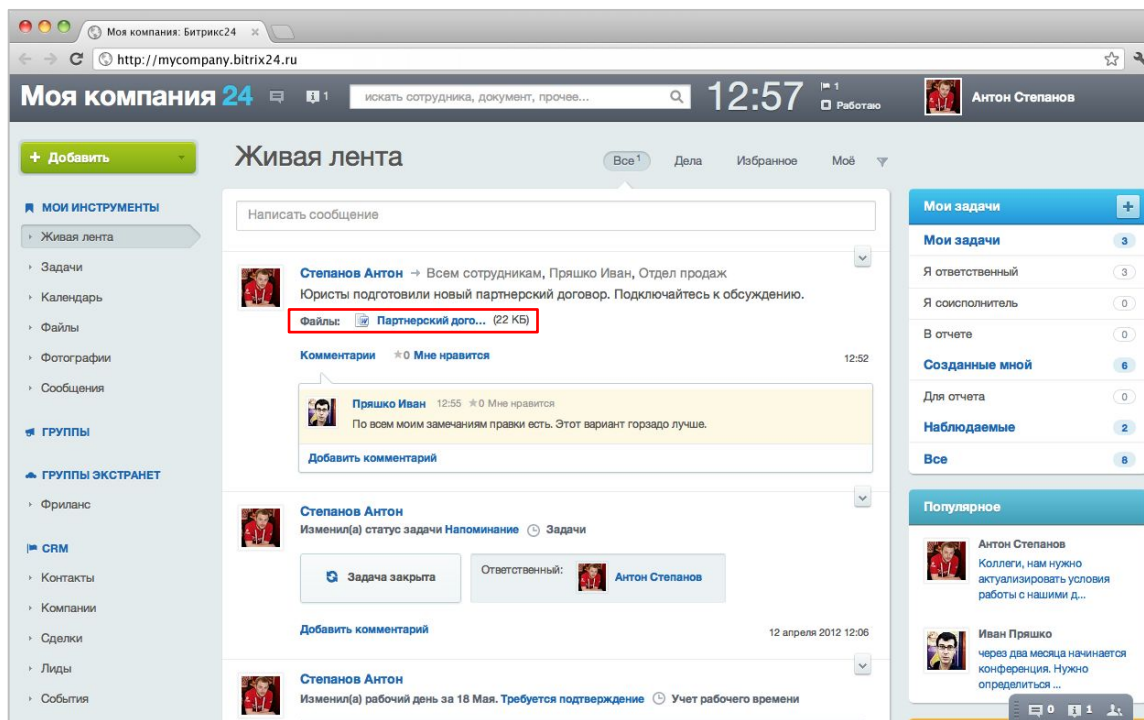 Моя компания: Битрикс24
http://mycompany.bitrix24.ru
Моя компания 24
1
искать сотрудника, документ, прочее...
12:57
1
Работаю
Антон Степанов
+ Добавить
МОИ ИНСТРУМЕНТЫ
Живая лента
Задачи
Календарь
Файлы
Фотографии
Сообщения
ГРУППЫ
ГРУППЫ ЭКСТРАНЕТ
Фриланс
CRM
Контакты
Компании
Сделки
Лиды
События
Живая лента
Все 1 Дела Избранное Моё
Написать сообщение
Степанов Антон → Всем сотрудникам, Пряшко Иван, Отдел продаж
Юристы подготовили новый партнерский договор. Подключайтесь к обсуждению.
Файлы: Партнерский дого... (22 КБ)
Комментарии ★0 Мне нравится 12:52
Пряшко Иван 12:55 ★0 Мне нравится
По всем моим замечаниям правки есть. Этот вариант горзадо лучше.
Добавить комментарий
Степанов Антон
Изменил(а) статус задачи Напоминание Задачи
Задача закрыта
Ответственный: Антон Степанов
Добавить комментарий 12 апреля 2012 12:06
Степанов Антон
Изменил(а) рабочий день за 18 Мая. Требуется подтверждение Учет рабочего времени
Мои задачи +
Мои задачи 3
Я ответственный 3
Я соисполнитель 0
В отчете 0
Созданные мной 6
Для отчета 0
Наблюдаемые 2
Все 8
Популярное
Антон Степанов
Коллеги, нам нужно
актуализировать условия
работы с нашими д...
Иван Пряшко
через два месяца начинается
конференция. Нужно
определиться ...
0 1